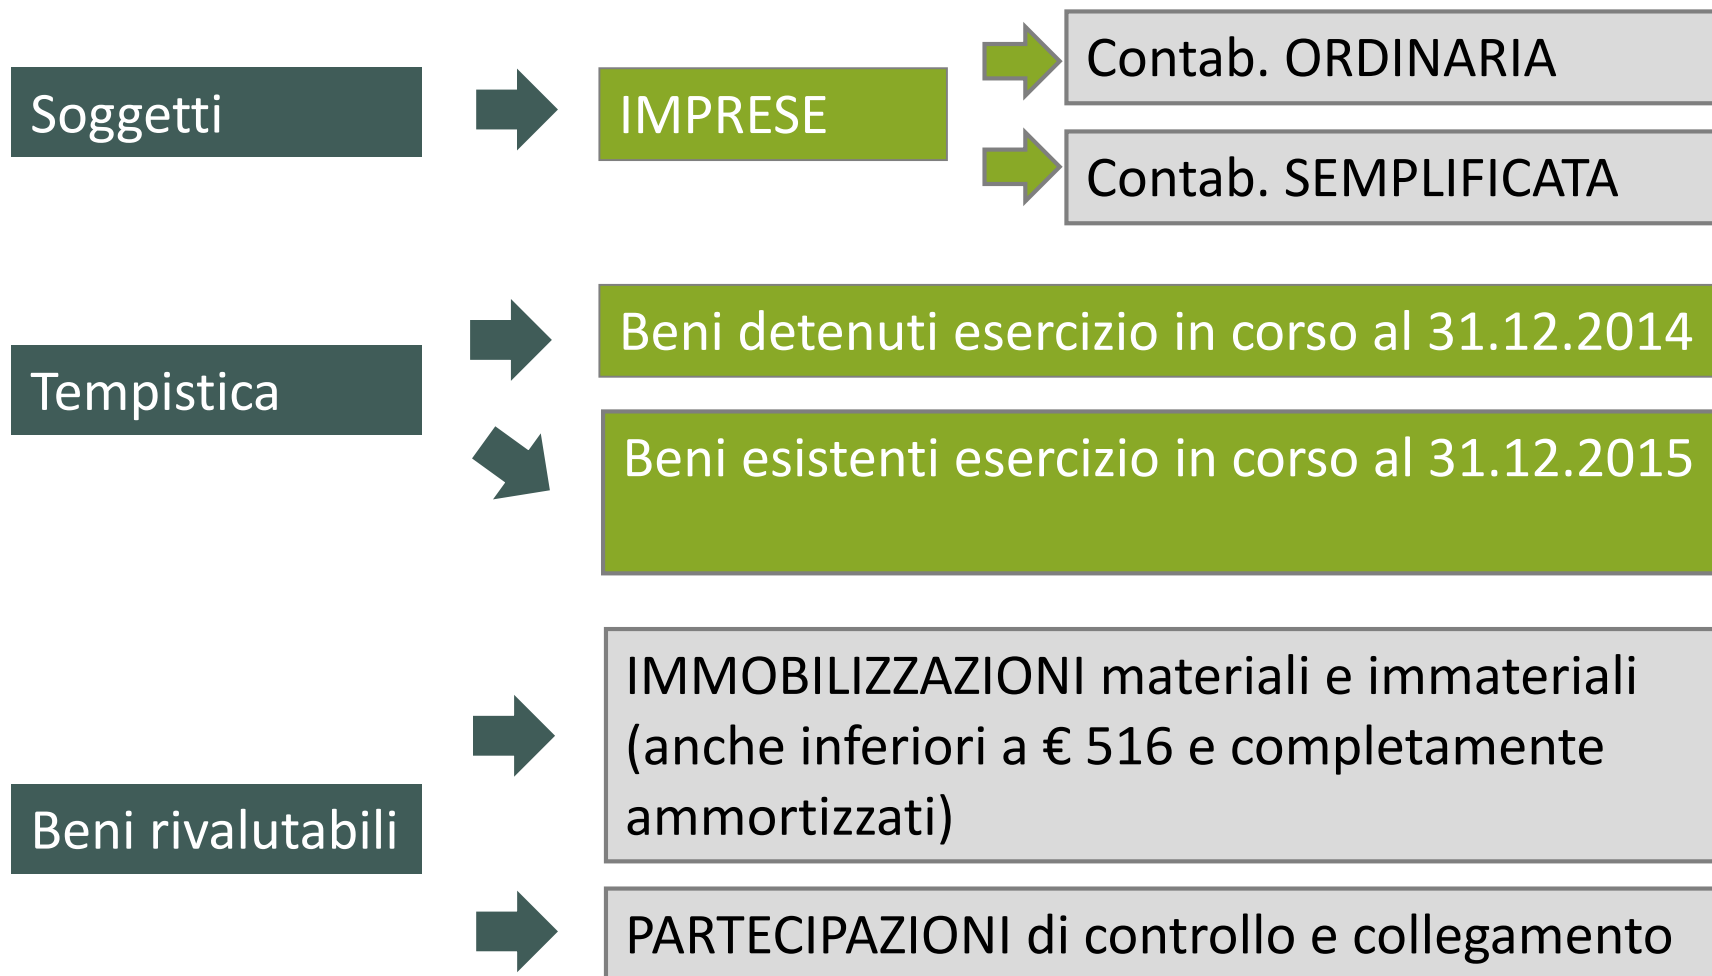 Soggetti
IMPRESE
Contab. ORDINARIA
Contab. SEMPLIFICATA
Tempistica
Beni detenuti esercizio in corso al 31.12.2014
Beni esistenti esercizio in corso al 31.12.2015
Beni rivalutabili
IMMOBILIZZAZIONI materiali e immateriali
(anche inferiori a € 516 e completamente
ammortizzati)
PARTECIPAZIONI di controllo e collegamento